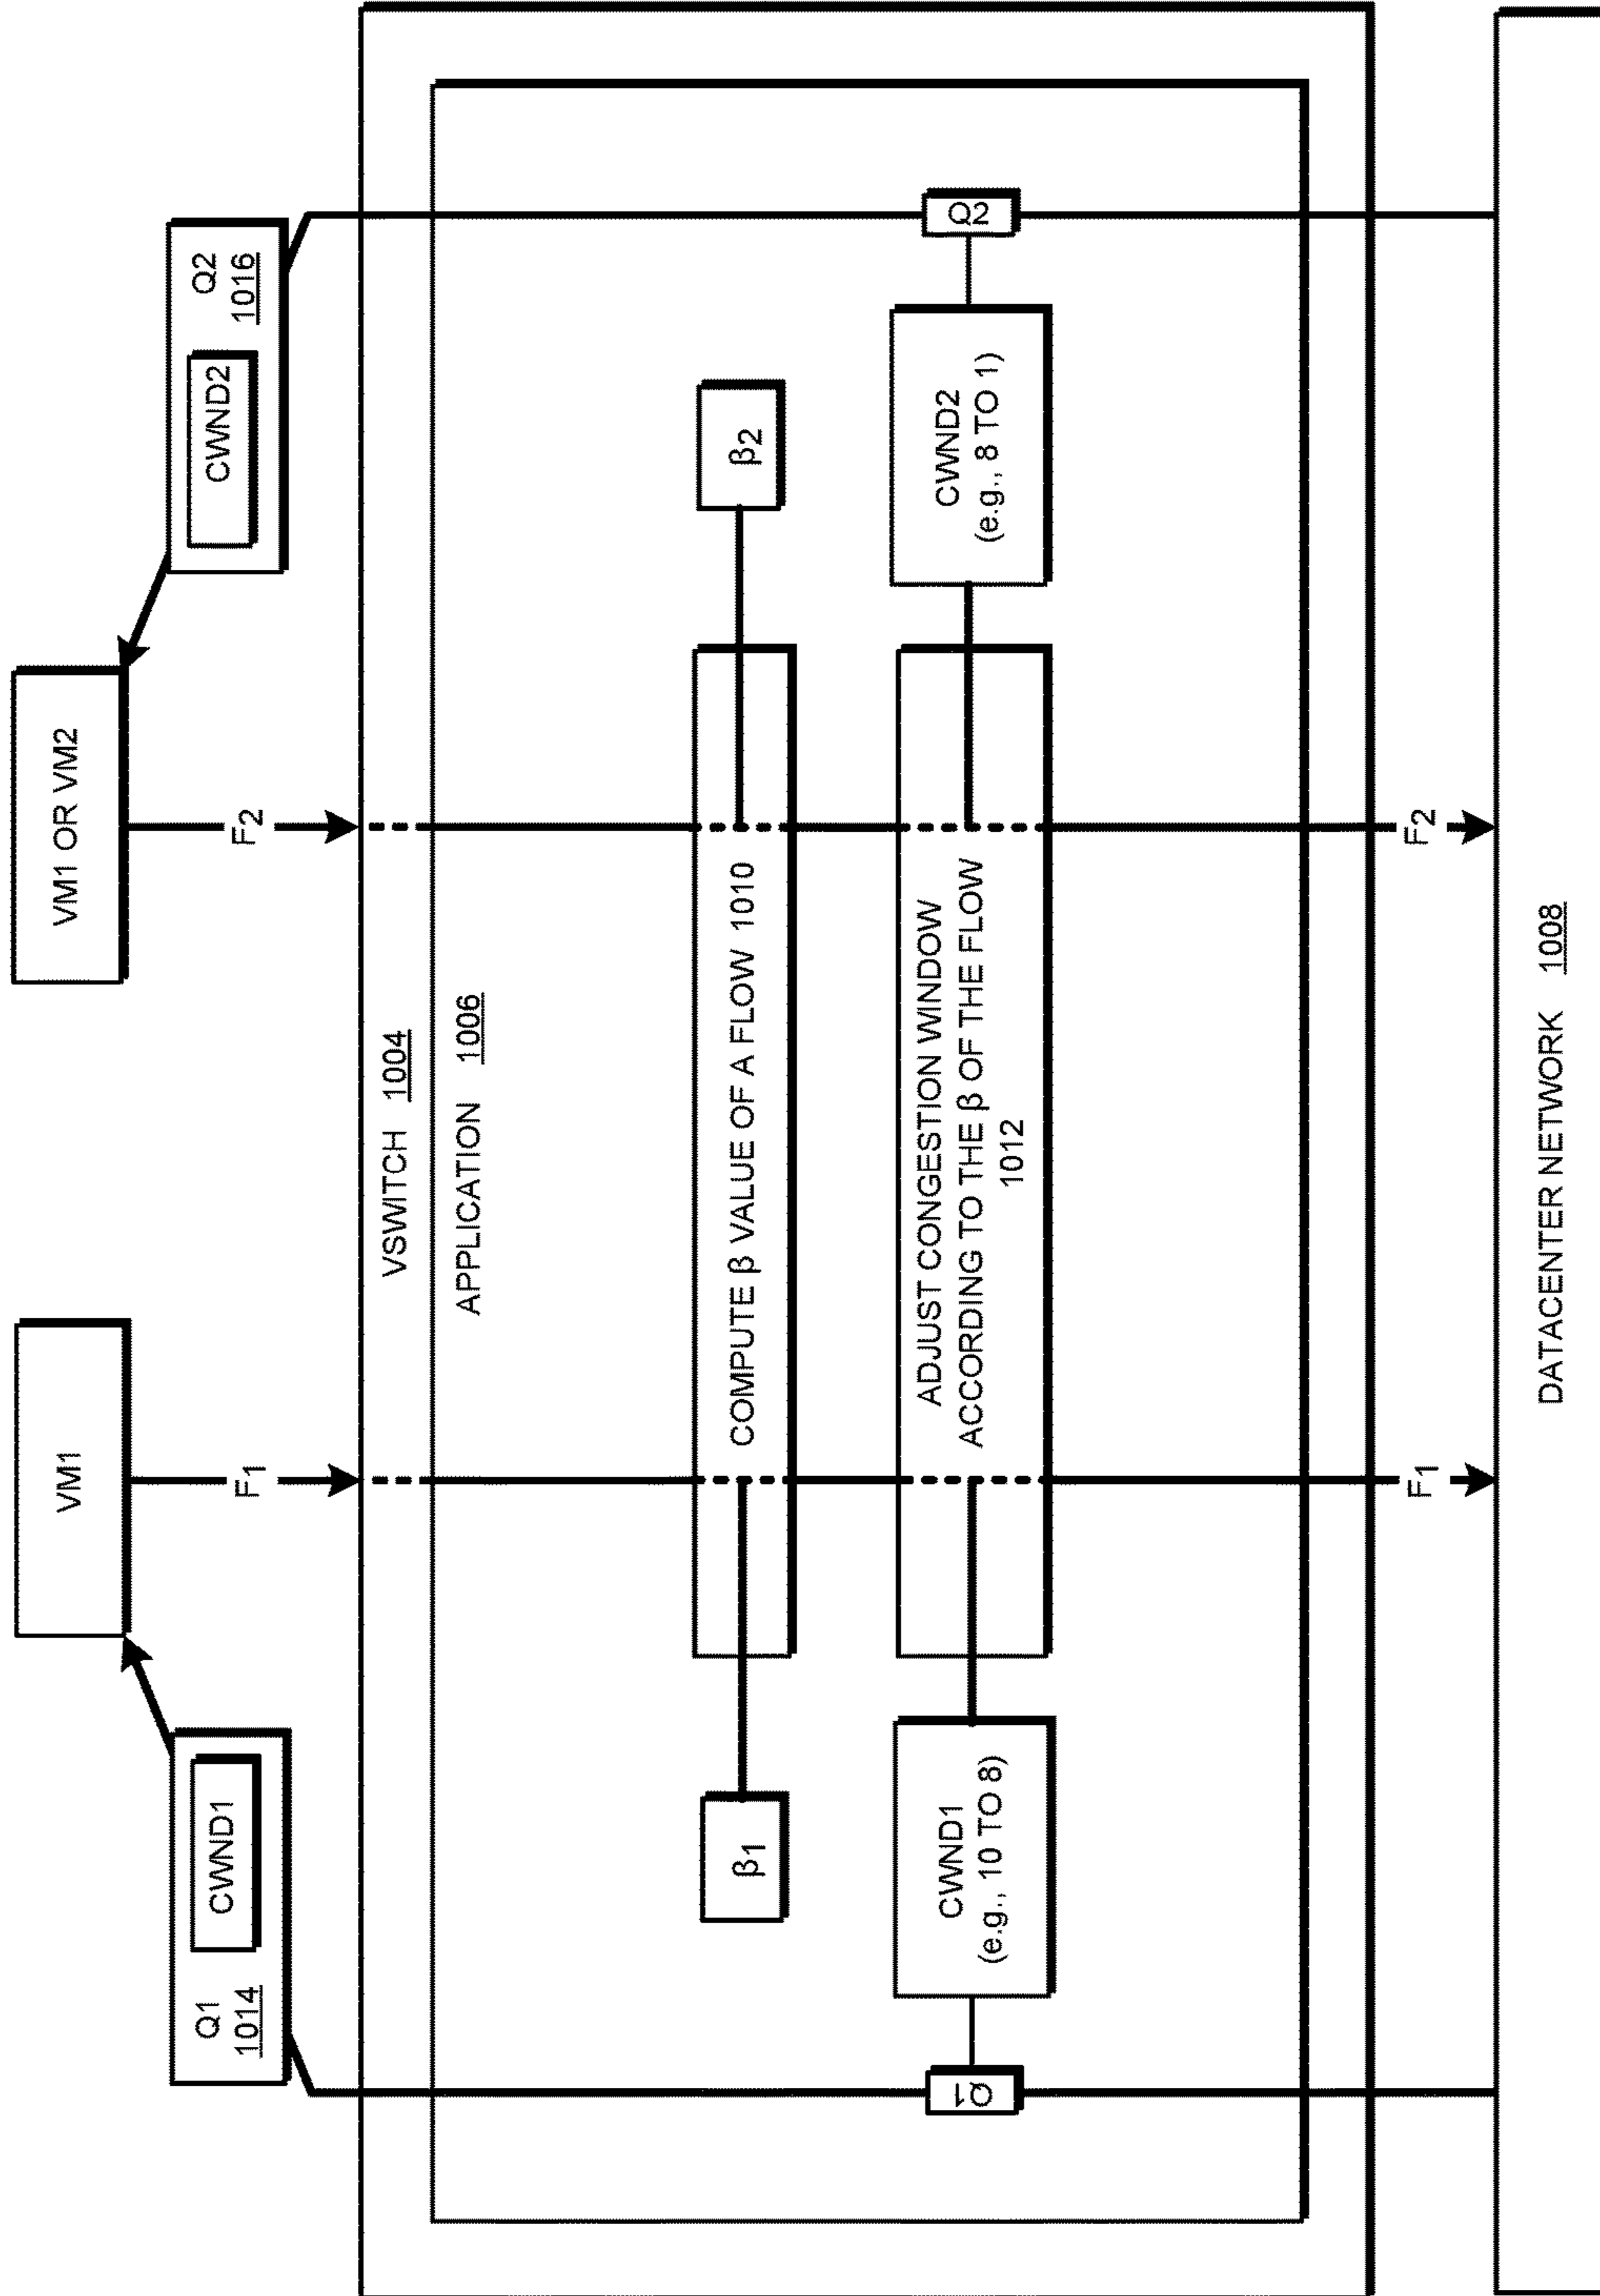 VM1
VM1 OR VM2
Q1
1014
CWND1
CWND2
Q2
1016
F1
F2
VSWITCH 1004
APPLICATION 1006
β1
COMPUTE β VALUE OF A FLOW 1010
β2
Q1
CWND1
(e.g., 10 TO 8)
ADJUST CONGESTION WINDOW
ACCORDING TO THE β OF THE FLOW
1012
CWND2
(e.g., 8 TO 1)
Q2
F1
F2
DATACENTER NETWORK 1008